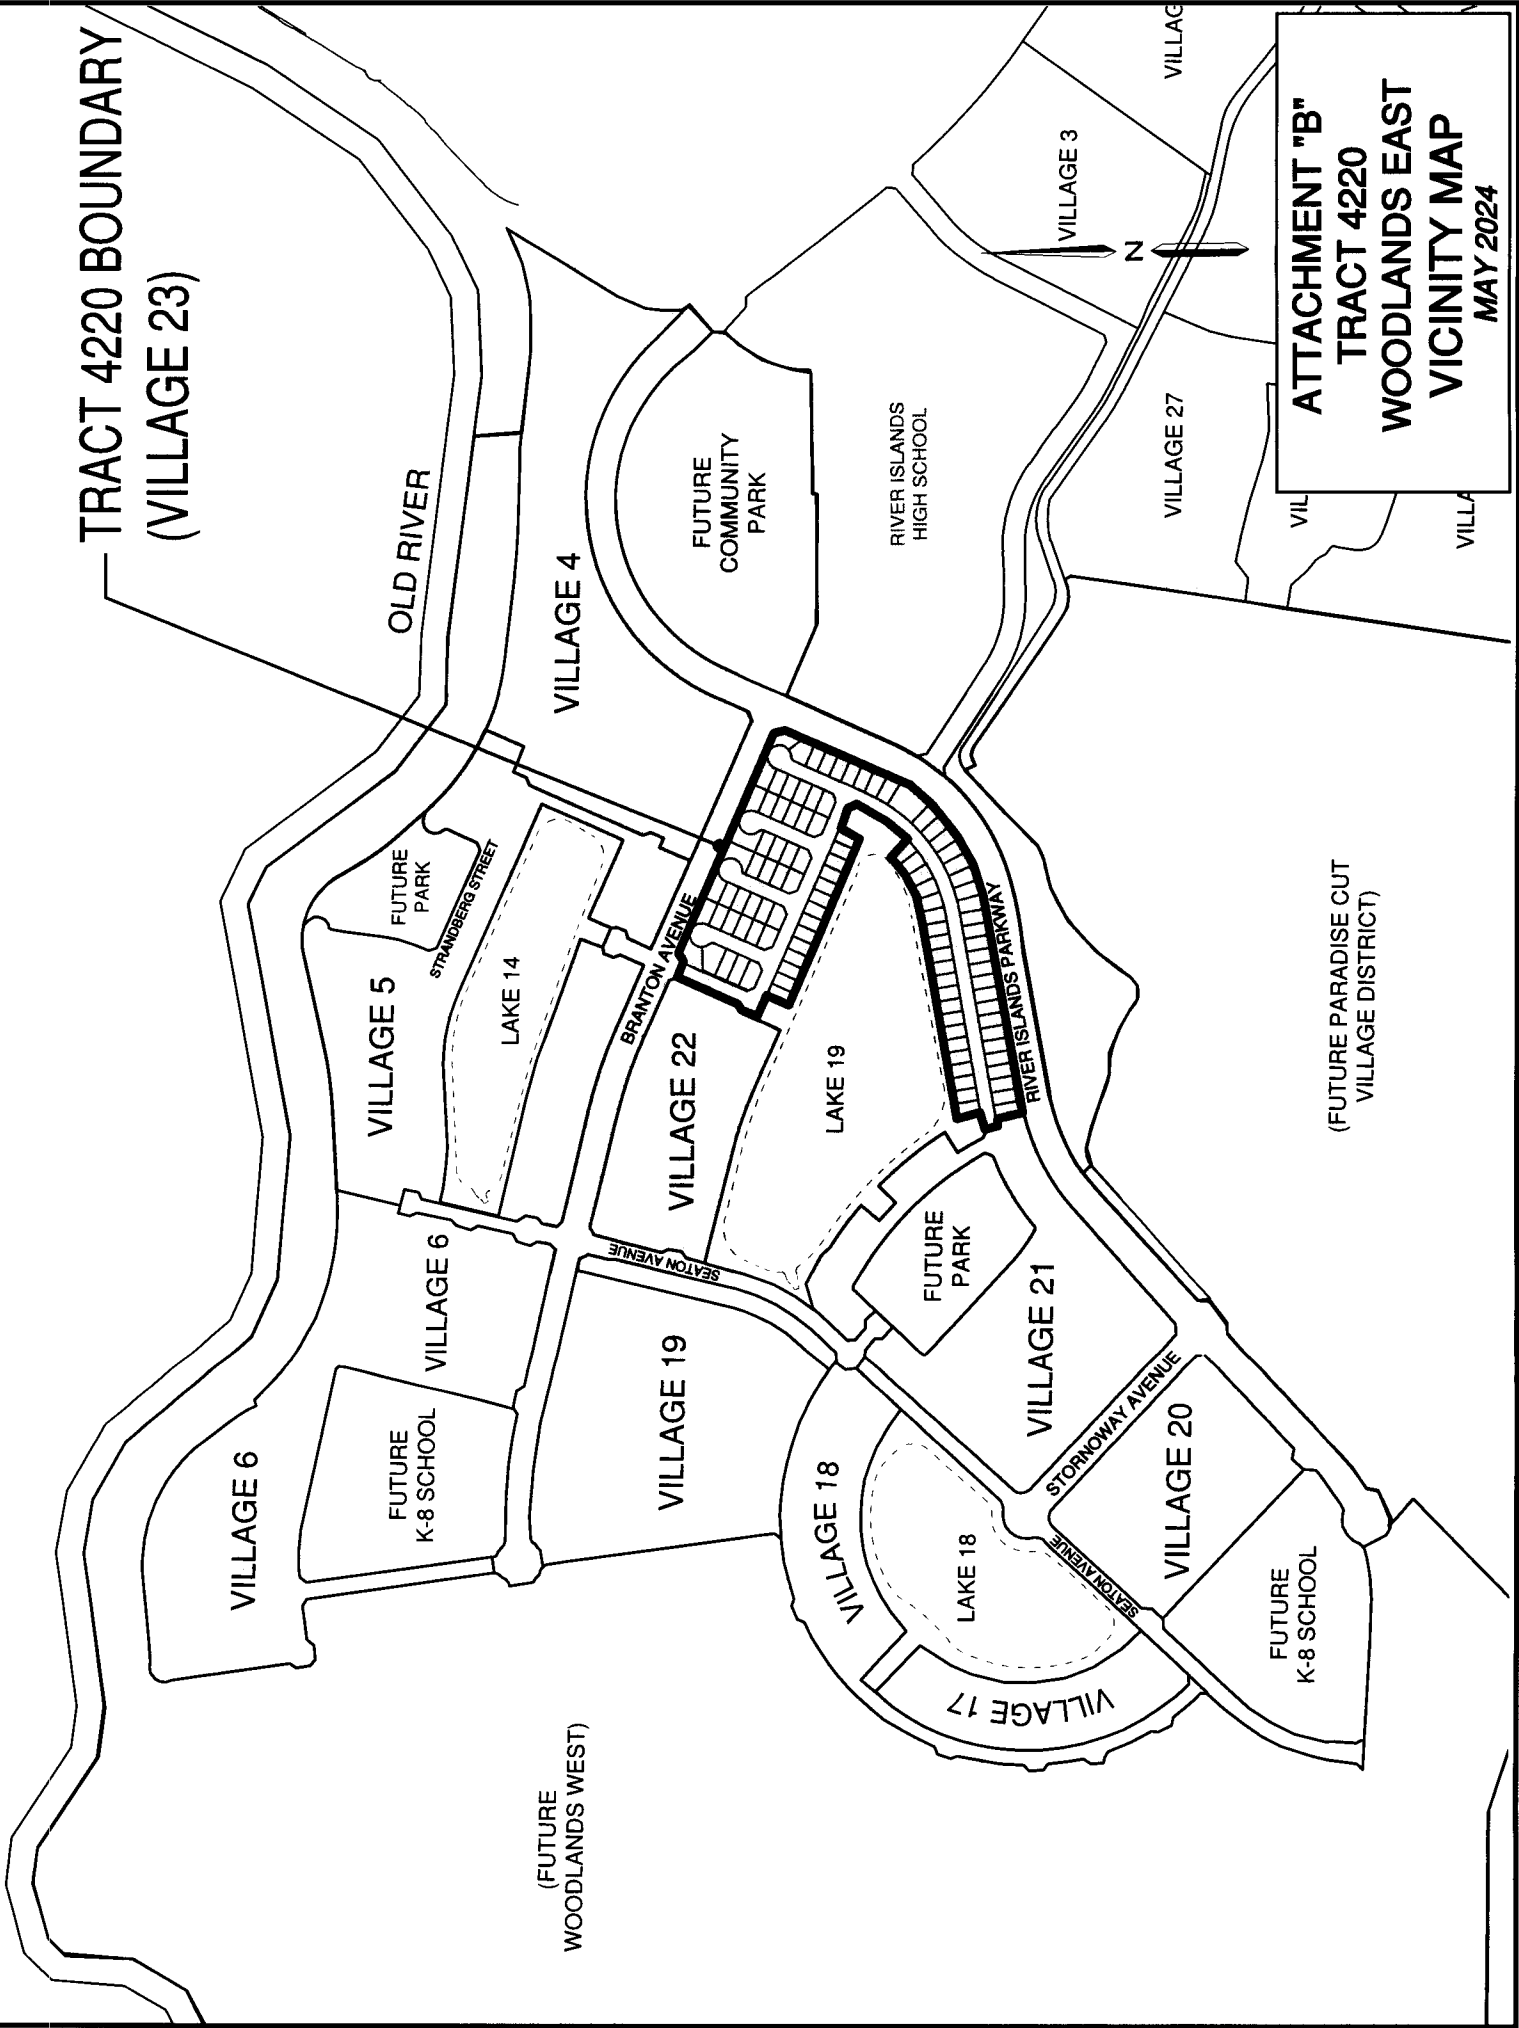 TRACT 4220 BOUNDARY
(VILLAGE 23)
OLD RIVER
VILLAGE 4
FUTURE
COMMUNITY
PARK
RIVER ISLANDS
HIGH SCHOOL
VILLAGE 3
VILLAG
N
VILLAGE 27
VIL
VILLA
FUTURE
PARK
STRANDBERG STREET
VILLAGE 5
LAKE 14
BRANTON AVENUE
VILLAGE 22
LAKE 19
RIVER ISLANDS PARKWAY
(FUTURE PARADISE CUT
VILLAGE DISTRICT)
VILLAGE 6
SEATON AVENUE
FUTURE
PARK
VILLAGE 21
VILLAGE 19
VILLAGE 6
FUTURE
K-8 SCHOOL
VILLAGE 18
LAKE 18
STORNOWAY AVENUE
VILLAGE 20
SEATON AVENUE
FUTURE
K-8 SCHOOL
VILLAGE 17
(FUTURE
WOODLANDS WEST)
ATTACHMENT "B"
TRACT 4220
WOODLANDS EAST
VICINITY MAP
MAY 2024